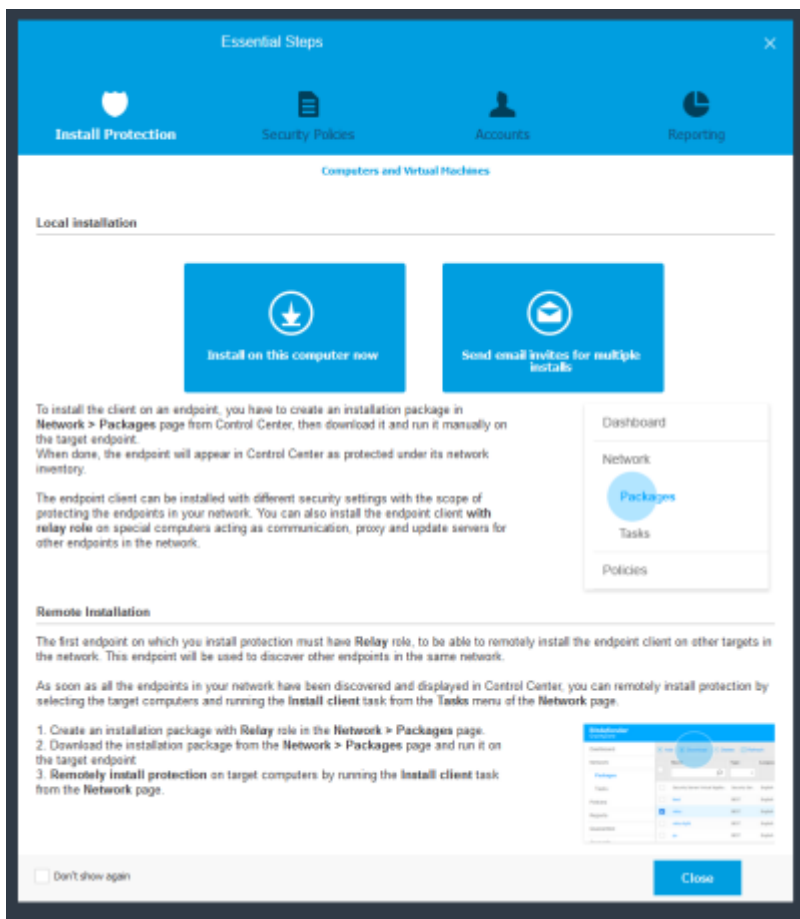 Essential Steps
Install Protection
Security Policies
Accounts
Reporting
Computers and Virtual Machines
Local installation
Install on this computer now
Send email invites for multiple
installs
To install the client on an endpoint, you have to create an installation package in
Network > Packages page from Control Center, then download it and run it manually on
the target endpoint.
When done, the endpoint will appear in Control Center as protected under its network
inventory.
The endpoint client can be installed with different security settings with the scope of
protecting the endpoints in your network. You can also install the endpoint client with
relay role on special computers acting as communication, proxy and update servers for
other endpoints in the network.
Dashboard
Network
Packages
Tasks
Policies
Remote Installation
The first endpoint on which you install protection must have Relay role, to be able to remotely install the endpoint client on other targets in
the network. This endpoint will be used to discover other endpoints in the same network.
As soon as all the endpoints in your network have been discovered and displayed in Control Center, you can remotely install protection by
selecting the target computers and running the Install client task from the Tasks menu of the Network page.
1. Create an installation package with Relay role in the Network > Packages page.
2. Download the installation package from the Network > Packages page and run it on
the target endpoint
3. Remotely install protection on target computers by running the Install client task
from the Network page.
Dashboard
Network
Packages
Tasks
Policies
Reports
Don't show again
Close